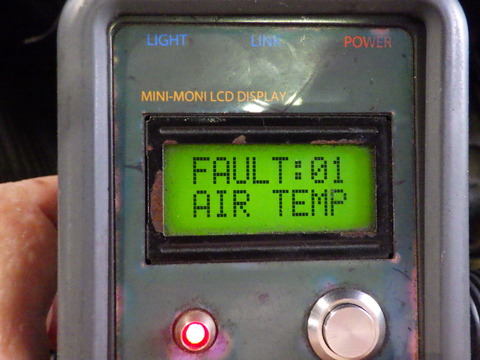 LIGHT LINK POWER
MINI-MONI LCD DISPLAY
FAULT:01
AIR TEMP